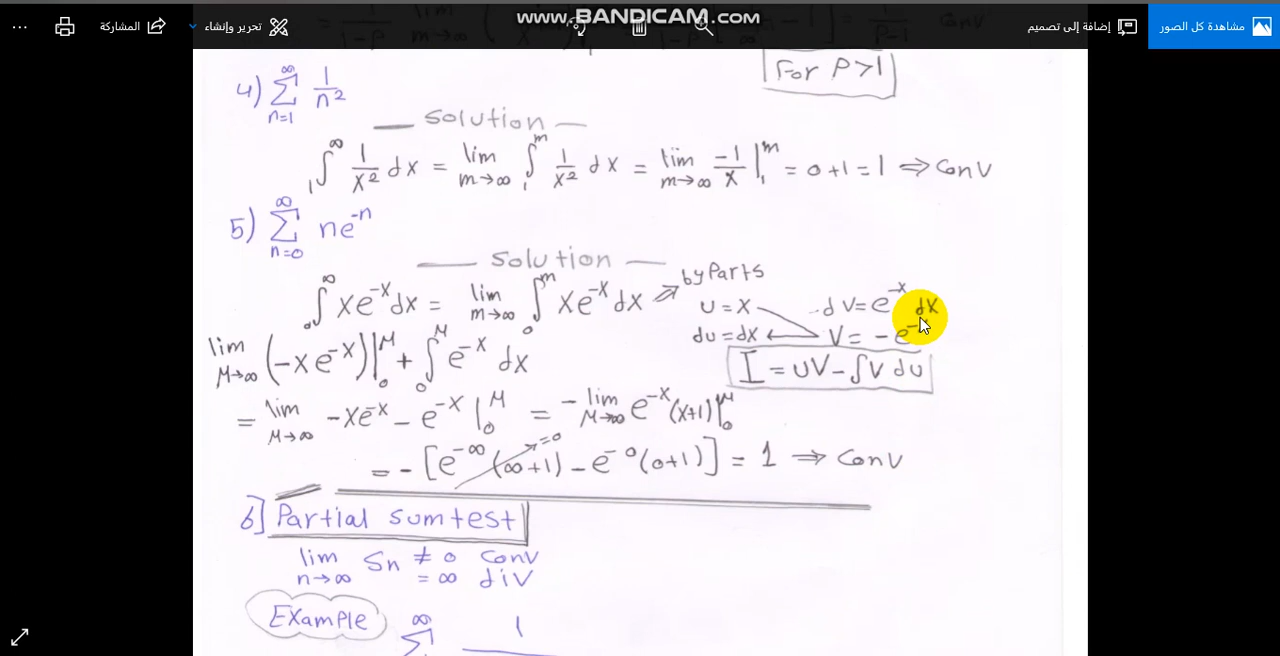 www.BANDICAM.com
مشاهدة كل الصور
إضافة إلى تصميم
تحرير وإنشاء
المشاركة
For P>1
4) ∑_{n=1}^{∞} 1/n²
Solution
∫_1^∞ 1/x² dx = lim_{m→∞} ∫_1^m 1/x² dx = lim_{m→∞} -1/x |_1^m = 0+1=1 ⇒ Conv
5) ∑_{n=0}^{∞} ne^{-n}
Solution
∫_0^∞ xe^{-x}dx = lim_{m→∞} ∫_0^m xe^{-x}dx ⇒ by Parts
u=x dv=e^{-x} dx
du=dx v=-e^{-x}
I = uv-∫v du
lim_{M→∞} (-xe^{-x})|_0^M + ∫_0^M e^{-x} dx
= lim_{M→∞} -xe^{-x} - e^{-x} |_0^M = -lim_{M→∞} e^{-x}(x+1)|_0^M
= -[e^{-∞}(∞+1) →=0 - e^{-0}(0+1)] = 1 ⇒ Conv
6] Partial sum test
lim_{n→∞} Sn ≠ 0 Conv
= ∞ div
Example ∑^{∞} 1